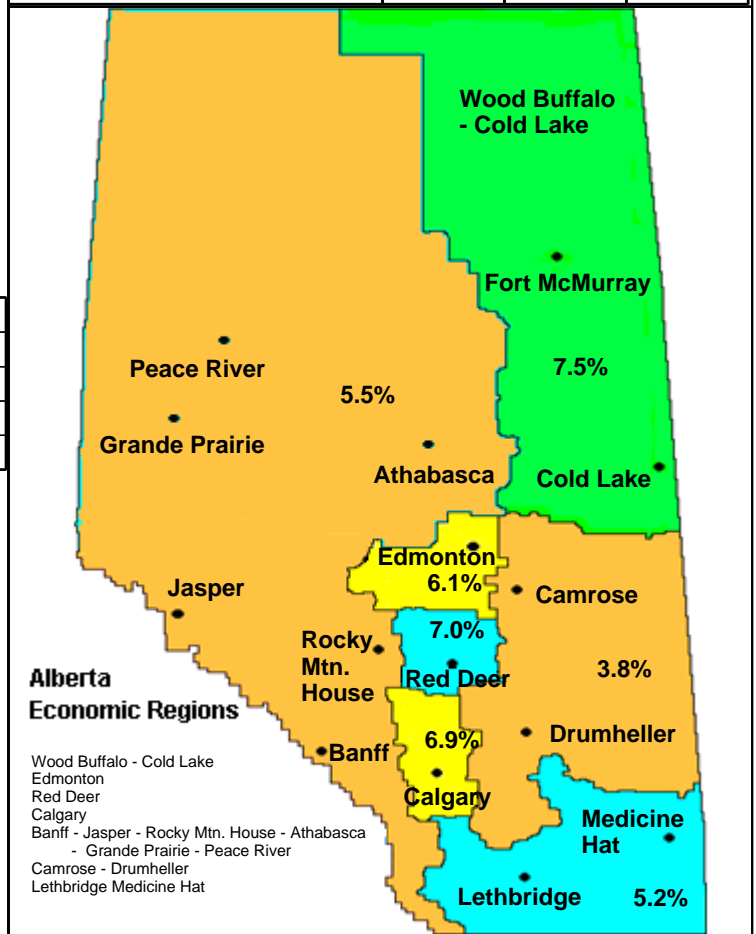 Wood Buffalo
- Cold Lake
Fort McMurray
Peace River
7.5%
5.5%
Grande Prairie
Athabasca
Cold Lake
Edmonton
6.1%
Jasper
Camrose
7.0%
Rocky
Mtn.
House
Red Deer
3.8%
Alberta
Economic Regions
Drumheller
6.9%
Banff
Calgary
Wood Buffalo - Cold Lake
Edmonton
Red Deer
Calgary
Banff - Jasper - Rocky Mtn. House - Athabasca
- Grande Prairie - Peace River
Camrose - Drumheller
Lethbridge Medicine Hat
Medicine
Hat
Lethbridge
5.2%